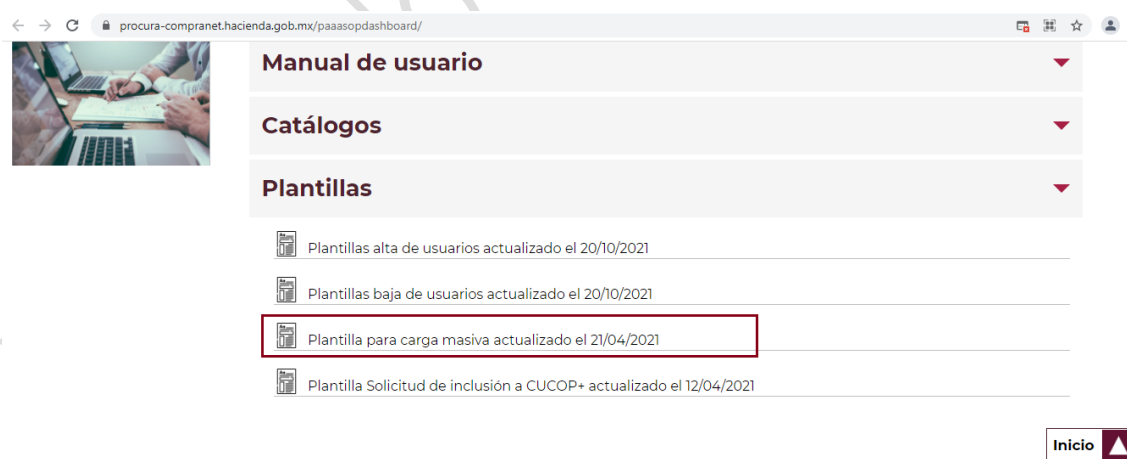 procura-compranet.hacienda.gob.mx/paaasopdashboard/
Manual de usuario
Catálogos
Plantillas
Plantillas alta de usuarios actualizado el 20/10/2021
Plantillas baja de usuarios actualizado el 20/10/2021
Plantilla para carga masiva actualizado el 21/04/2021
Plantilla Solicitud de inclusión a CUCOP+ actualizado el 12/04/2021
Inicio